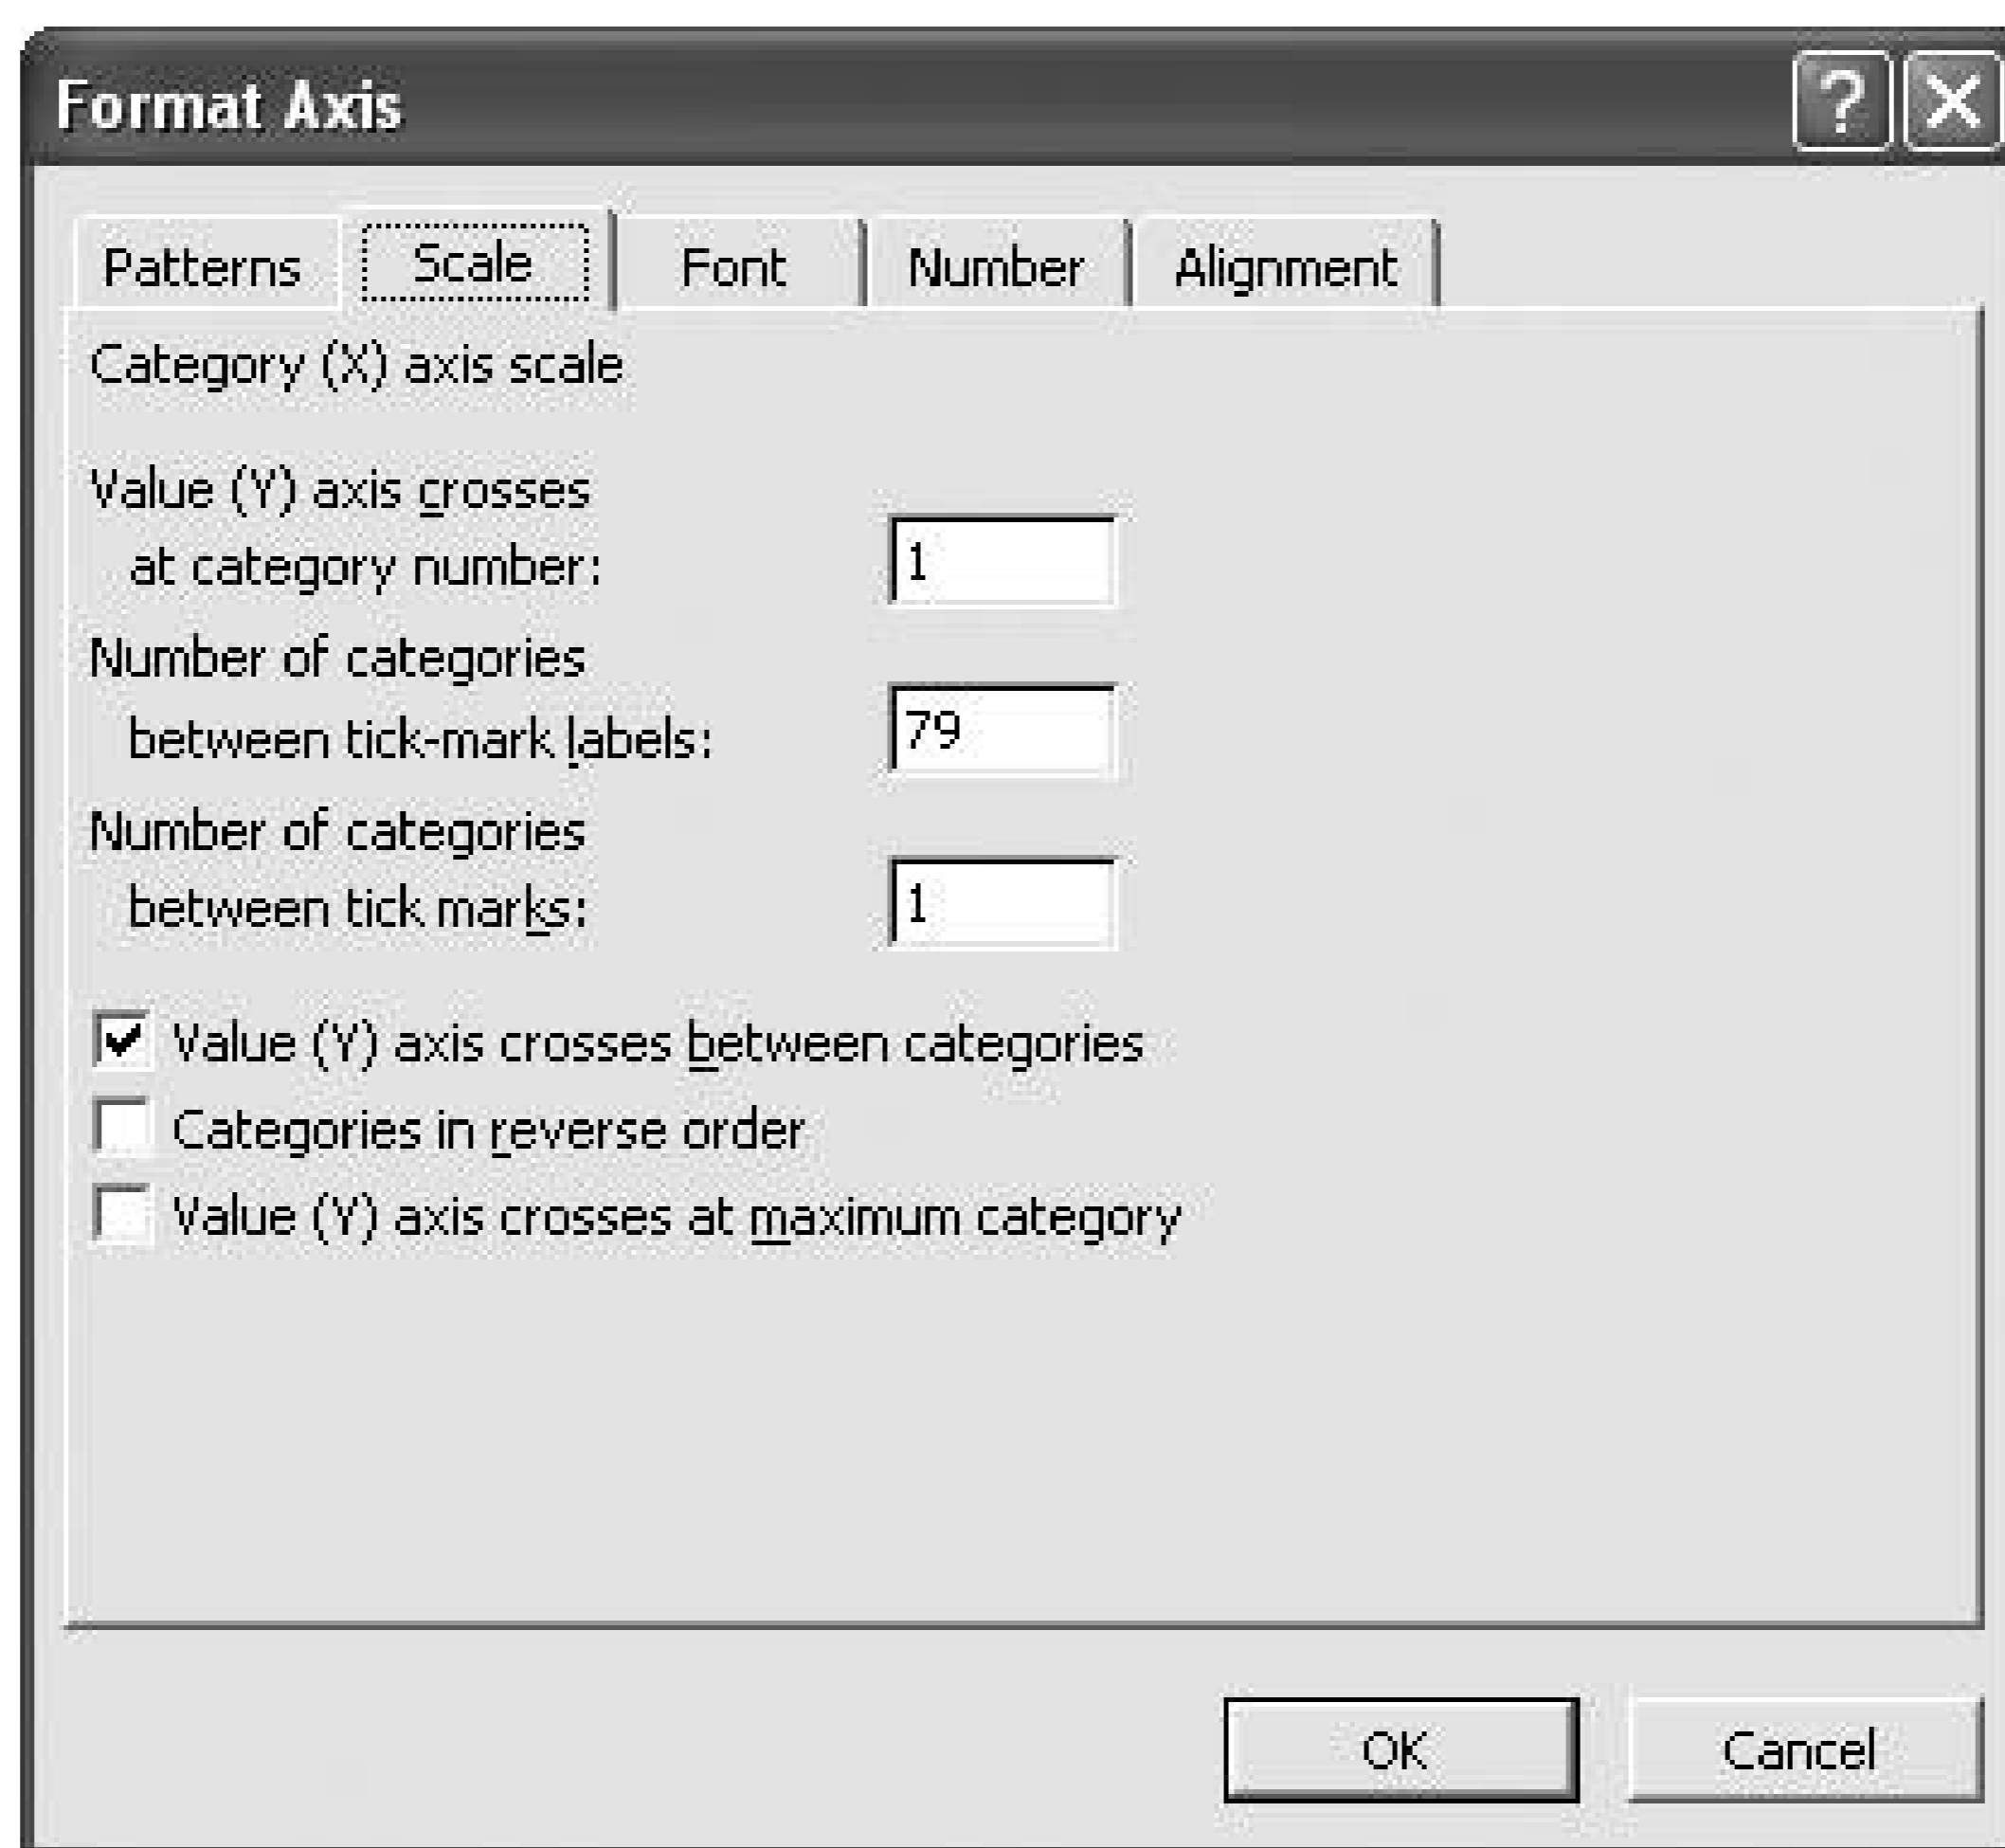 Format Axis
Patterns Scale Font Number Alignment
Category (X) axis scale
Value (Y) axis crosses
at category number: 1
Number of categories
between tick-mark labels: 79
Number of categories
between tick marks: 1
Value (Y) axis crosses between categories
Categories in reverse order
Value (Y) axis crosses at maximum category
OK Cancel